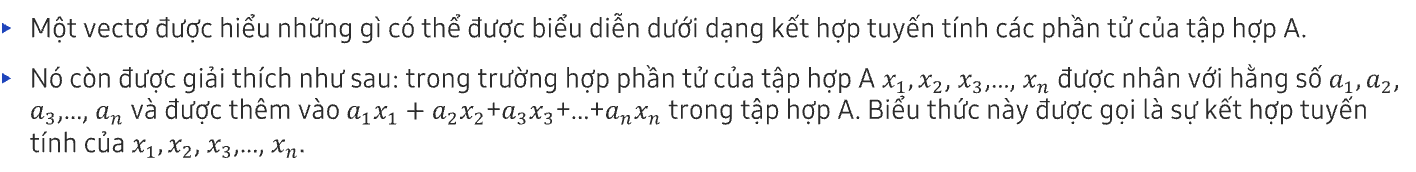 ▸ Một vectơ được hiểu những gì có thể được biểu diễn dưới dạng kết hợp tuyến tính các phần tử của tập hợp A.
▸ Nó còn được giải thích như sau: trong trường hợp phần tử của tập hợp A x₁, x₂, x₃,..., xₙ được nhân với hằng số a₁, a₂,
a₃,..., aₙ và được thêm vào a₁x₁ + a₂x₂+a₃x₃+...+aₙxₙ trong tập hợp A. Biểu thức này được gọi là sự kết hợp tuyến
tính của x₁, x₂, x₃,..., xₙ.